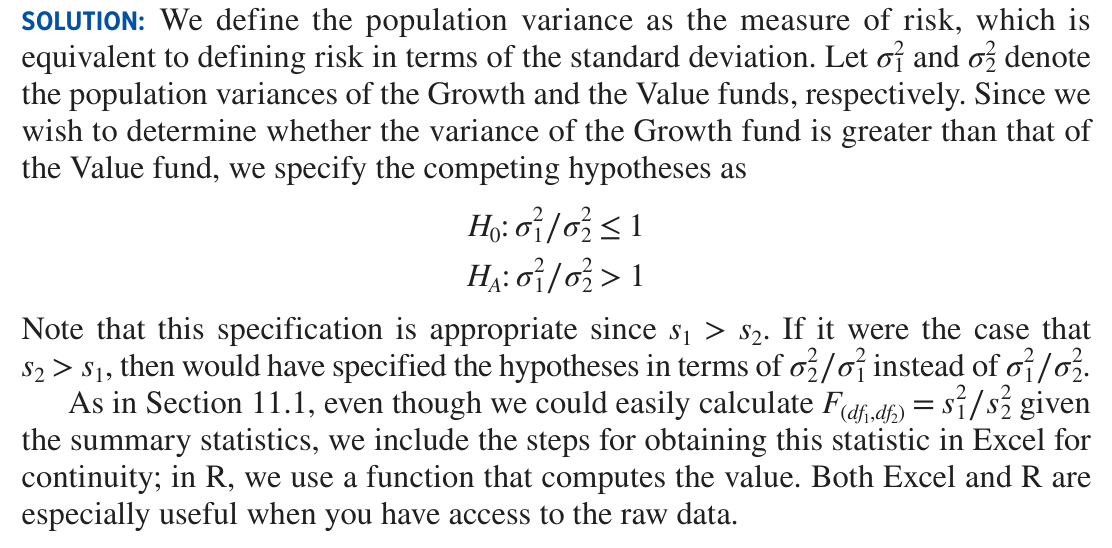 SOLUTION: We define the population variance as the measure of risk, which is
equivalent to defining risk in terms of the standard deviation. Let σ₁² and σ₂² denote
the population variances of the Growth and the Value funds, respectively. Since we
wish to determine whether the variance of the Growth fund is greater than that of
the Value fund, we specify the competing hypotheses as
H₀: σ₁²/σ₂² ≤ 1
H_A: σ₁²/σ₂² > 1
Note that this specification is appropriate since s₁ > s₂. If it were the case that
s₂ > s₁, then would have specified the hypotheses in terms of σ₂²/σ₁² instead of σ₁²/σ₂².
As in Section 11.1, even though we could easily calculate F_(df₁,df₂) = s₁²/s₂² given
the summary statistics, we include the steps for obtaining this statistic in Excel for
continuity; in R, we use a function that computes the value. Both Excel and R are
especially useful when you have access to the raw data.